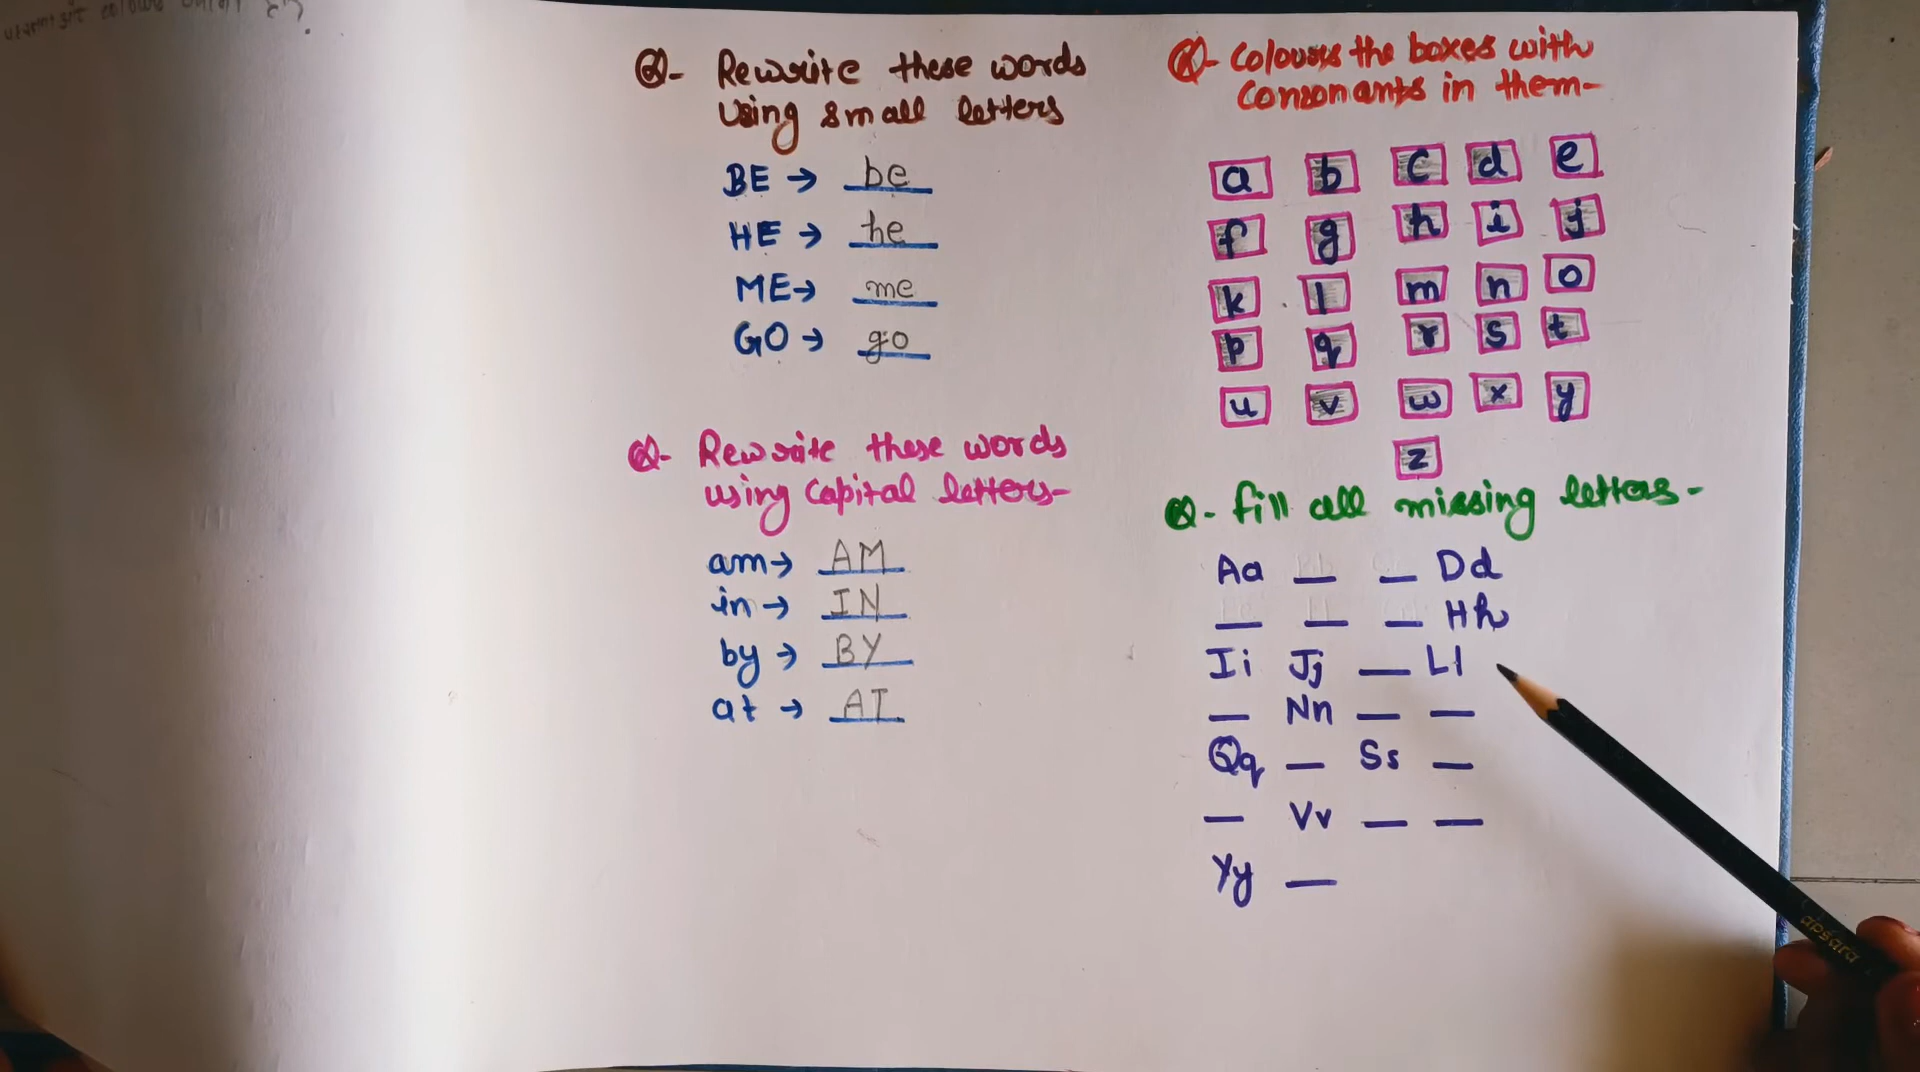 Q- Rewrite these words
using small letters
BE → be
HE → he
ME → me
GO → go
Q- Rewrite these words
using capital letters-
am → AM
in → IN
by → BY
at → AT
Q- Colours the boxes with
consonants in them-
a b c d e
f g h i j
k l m n o
p q r s t
u v w x y
z
Q- fill all missing letters-
Aa _ _ Dd
_ _ _ Hh
Ii Jj _ Ll
_ Nn _ _
Qq _ Ss _
_ Vv _ _
Yy _
apsara